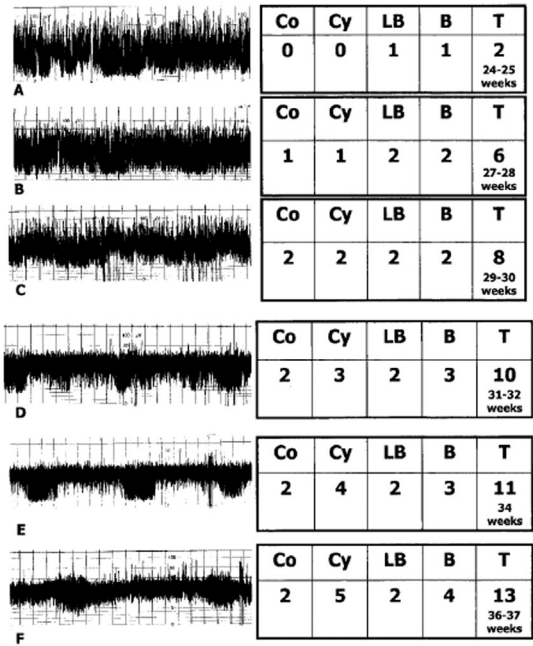 Co Cy LB B T
0 0 1 1 2
24-25
weeks
A
Co Cy LB B T
1 1 2 2 6
27-28
weeks
B
Co Cy LB B T
2 2 2 2 8
29-30
weeks
C
Co Cy LB B T
2 3 2 3 10
31-32
weeks
D
Co Cy LB B T
2 4 2 3 11
34
weeks
E
Co Cy LB B T
2 5 2 4 13
36-37
weeks
F